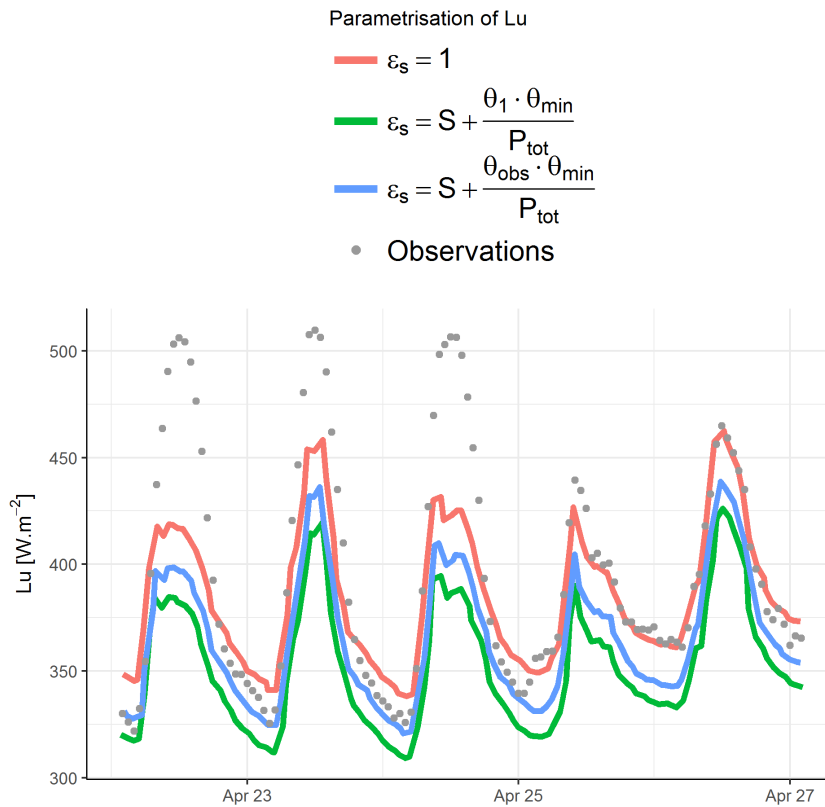 Parametrisation of Lu
εs = 1
εs = S + θ1 · θmin / Ptot
εs = S + θobs · θmin / Ptot
Observations
500
450
400
350
300
Lu [W.m−2]
Apr 23
Apr 25
Apr 27